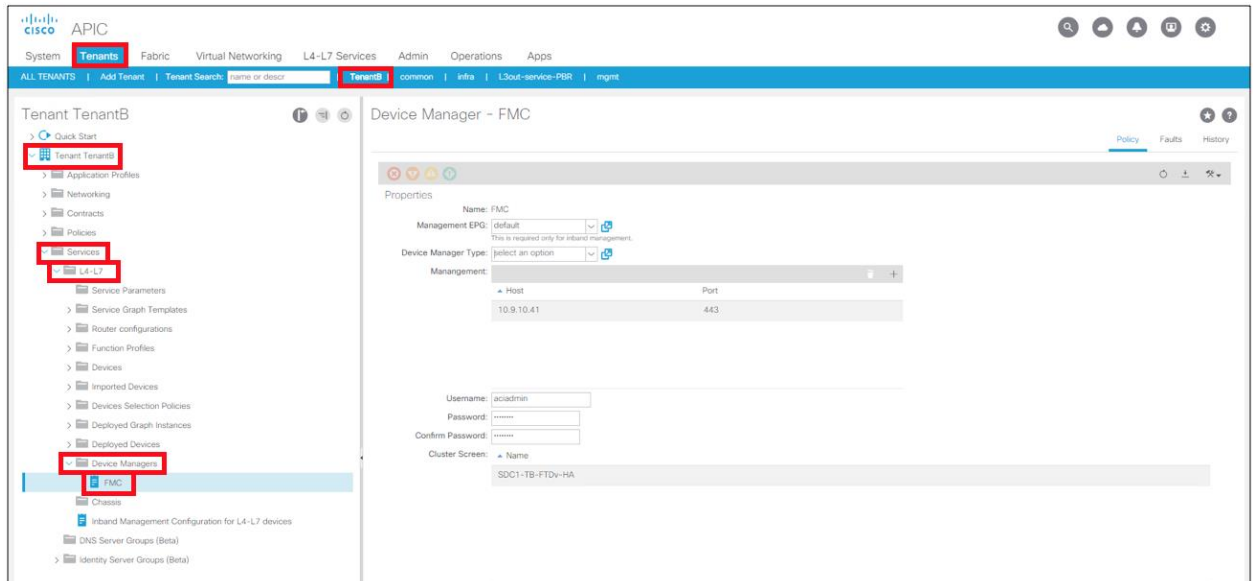 CISCO APIC
System Tenants Fabric Virtual Networking L4-L7 Services Admin Operations Apps
ALL TENANTS | Add Tenant | Tenant Search: name or descr | TenantB | common | infra | L3out-service-PBR | mgmt
Tenant TenantB
Quick Start
Tenant TenantB
Application Profiles
Networking
Contracts
Policies
Services
L4-L7
Service Parameters
Service Graph Templates
Router configurations
Function Profiles
Devices
Imported Devices
Devices Selection Policies
Deployed Graph Instances
Deployed Devices
Device Managers
FMC
Chassis
Inband Management Configuration for L4-L7 devices
DNS Server Groups (Beta)
Identity Server Groups (Beta)
Device Manager - FMC
Policy Faults History
Properties
Name: FMC
Management EPG: default
This is required only for inband management.
Device Manager Type: select an option
Manangement:
Host Port
10.9.10.41 443
Username: aciadmin
Password: ········
Confirm Password: ········
Cluster Screen: Name
SDC1-TB-FTDv-HA